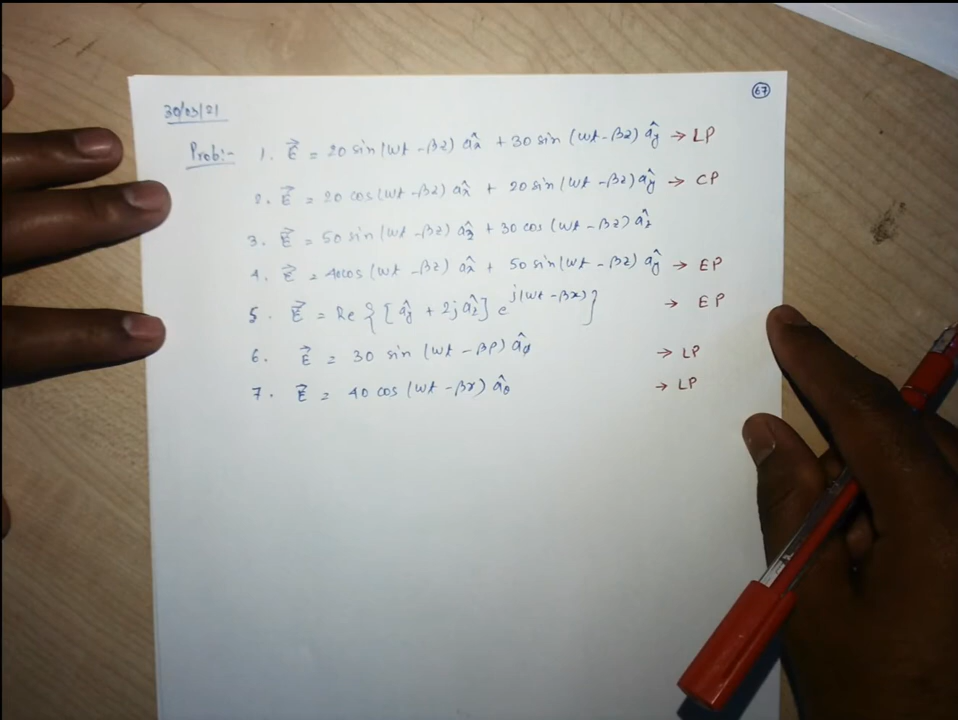 67
30/03/21
Prob:- 1. E⃗ = 20 sin(ωt - βz) âx + 30 sin (ωt - βz) ây → LP
2. E⃗ = 20 cos(ωt - βz) âx + 20 sin(ωt - βz) ây → CP
3. E⃗ = 50 sin(ωt - βz) âz + 30 cos (ωt - βz) âz
4. E⃗ = 40cos (ωt - βz) âx + 50 sin(ωt - βz) ây → EP
5. E⃗ = Re { [ ây + 2j âz ] e^j(ωt - βx) } → EP
6. E⃗ = 30 sin (ωt - βρ) âφ → LP
7. E⃗ = 40 cos (ωt - βr) âθ → LP